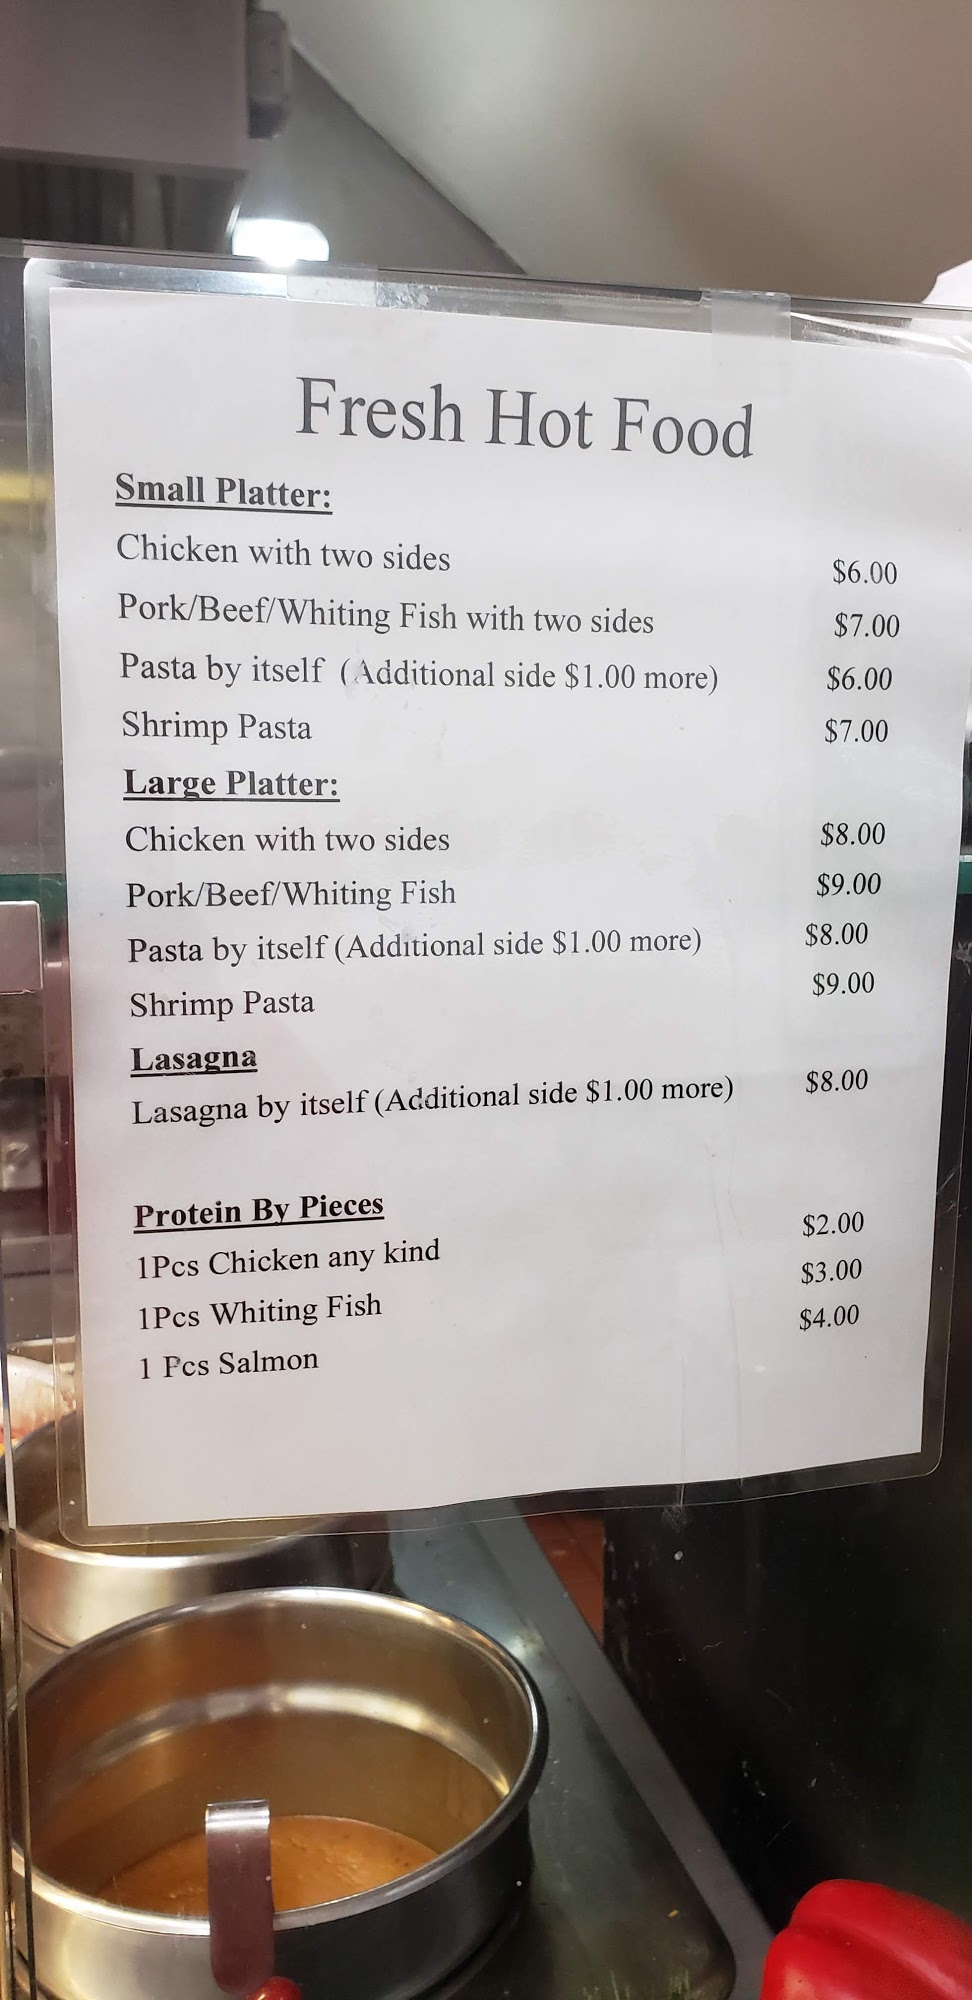 Fresh Hot Food
Small Platter:
Chicken with two sides $6.00
Pork/Beef/Whiting Fish with two sides $7.00
Pasta by itself (Additional side $1.00 more) $6.00
Shrimp Pasta $7.00
Large Platter:
Chicken with two sides $8.00
Pork/Beef/Whiting Fish $9.00
Pasta by itself (Additional side $1.00 more) $8.00
Shrimp Pasta $9.00
Lasagna
Lasagna by itself (Additional side $1.00 more) $8.00
Protein By Pieces
1Pcs Chicken any kind $2.00
1Pcs Whiting Fish $3.00
1 Pcs Salmon $4.00